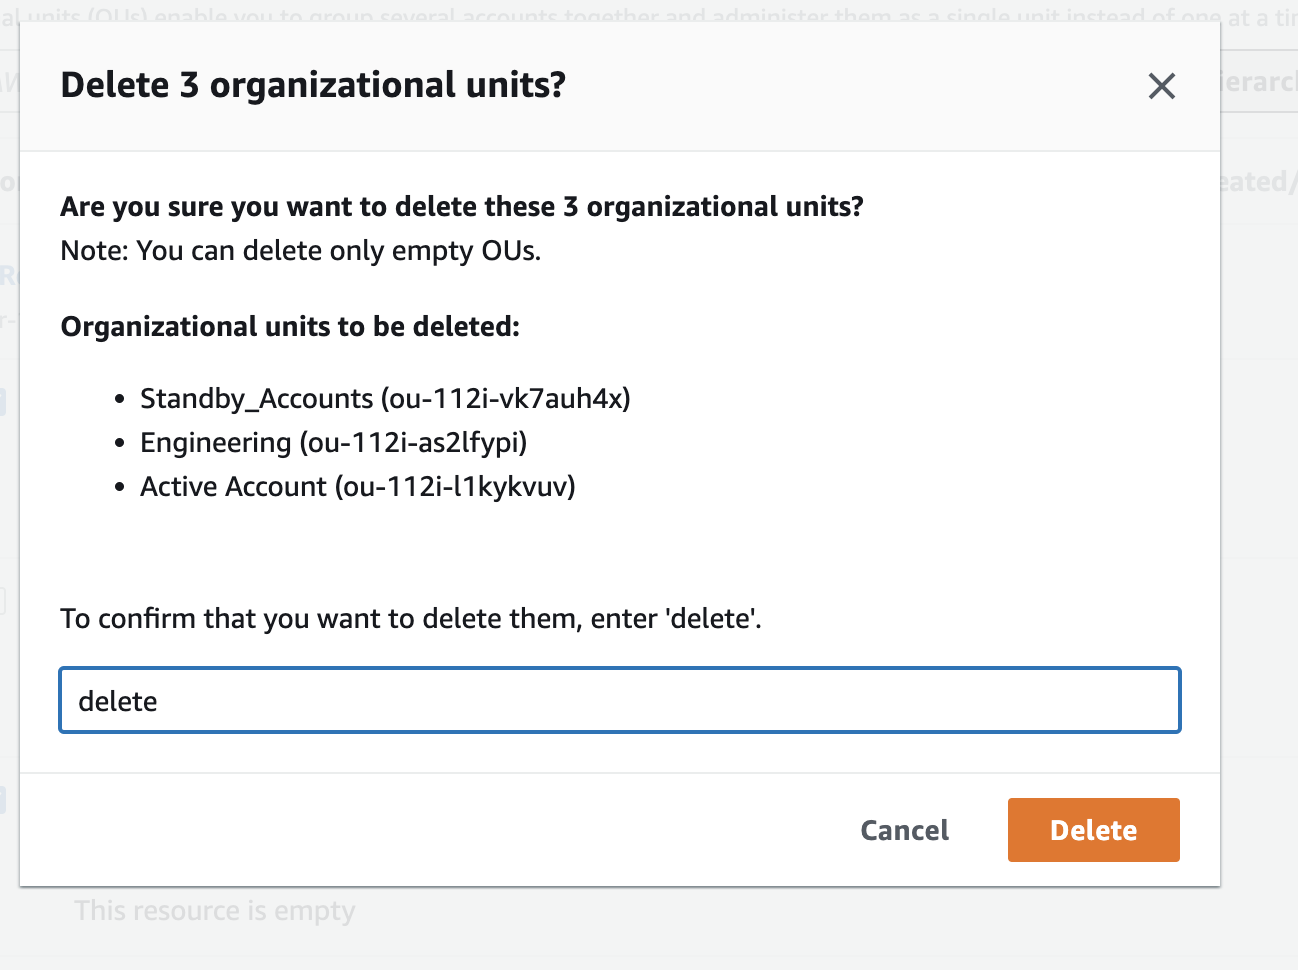 al units (OUs) enable you to group several accounts together and administer them as a single unit instead of one at a
Delete 3 organizational units?
Are you sure you want to delete these 3 organizational units?
Note: You can delete only empty OUs.
Organizational units to be deleted:
• Standby_Accounts (ou-112i-vk7auh4x)
• Engineering (ou-112i-as2lfypi)
• Active Account (ou-112i-l1kykvuv)
To confirm that you want to delete them, enter 'delete'.
delete
Cancel
Delete
This resource is empty